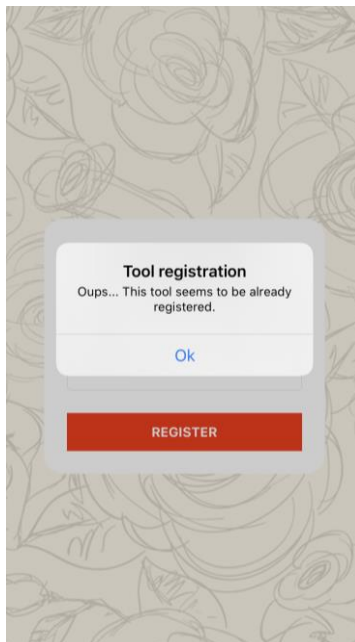 Tool registration
Oups... This tool seems to be already
registered.
Ok
REGISTER